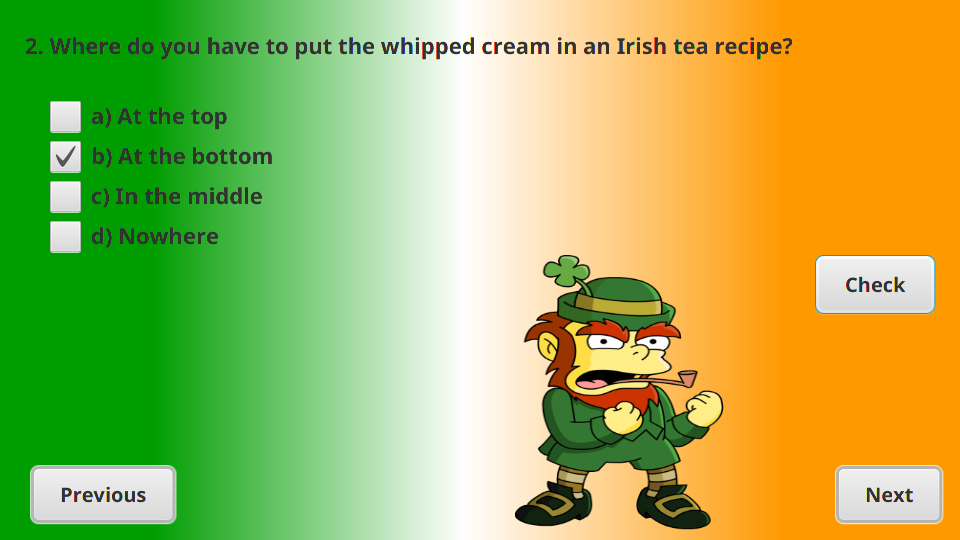 2. Where do you have to put the whipped cream in an Irish tea recipe?
a) At the top
b) At the bottom
c) In the middle
d) Nowhere
Check
Previous
Next